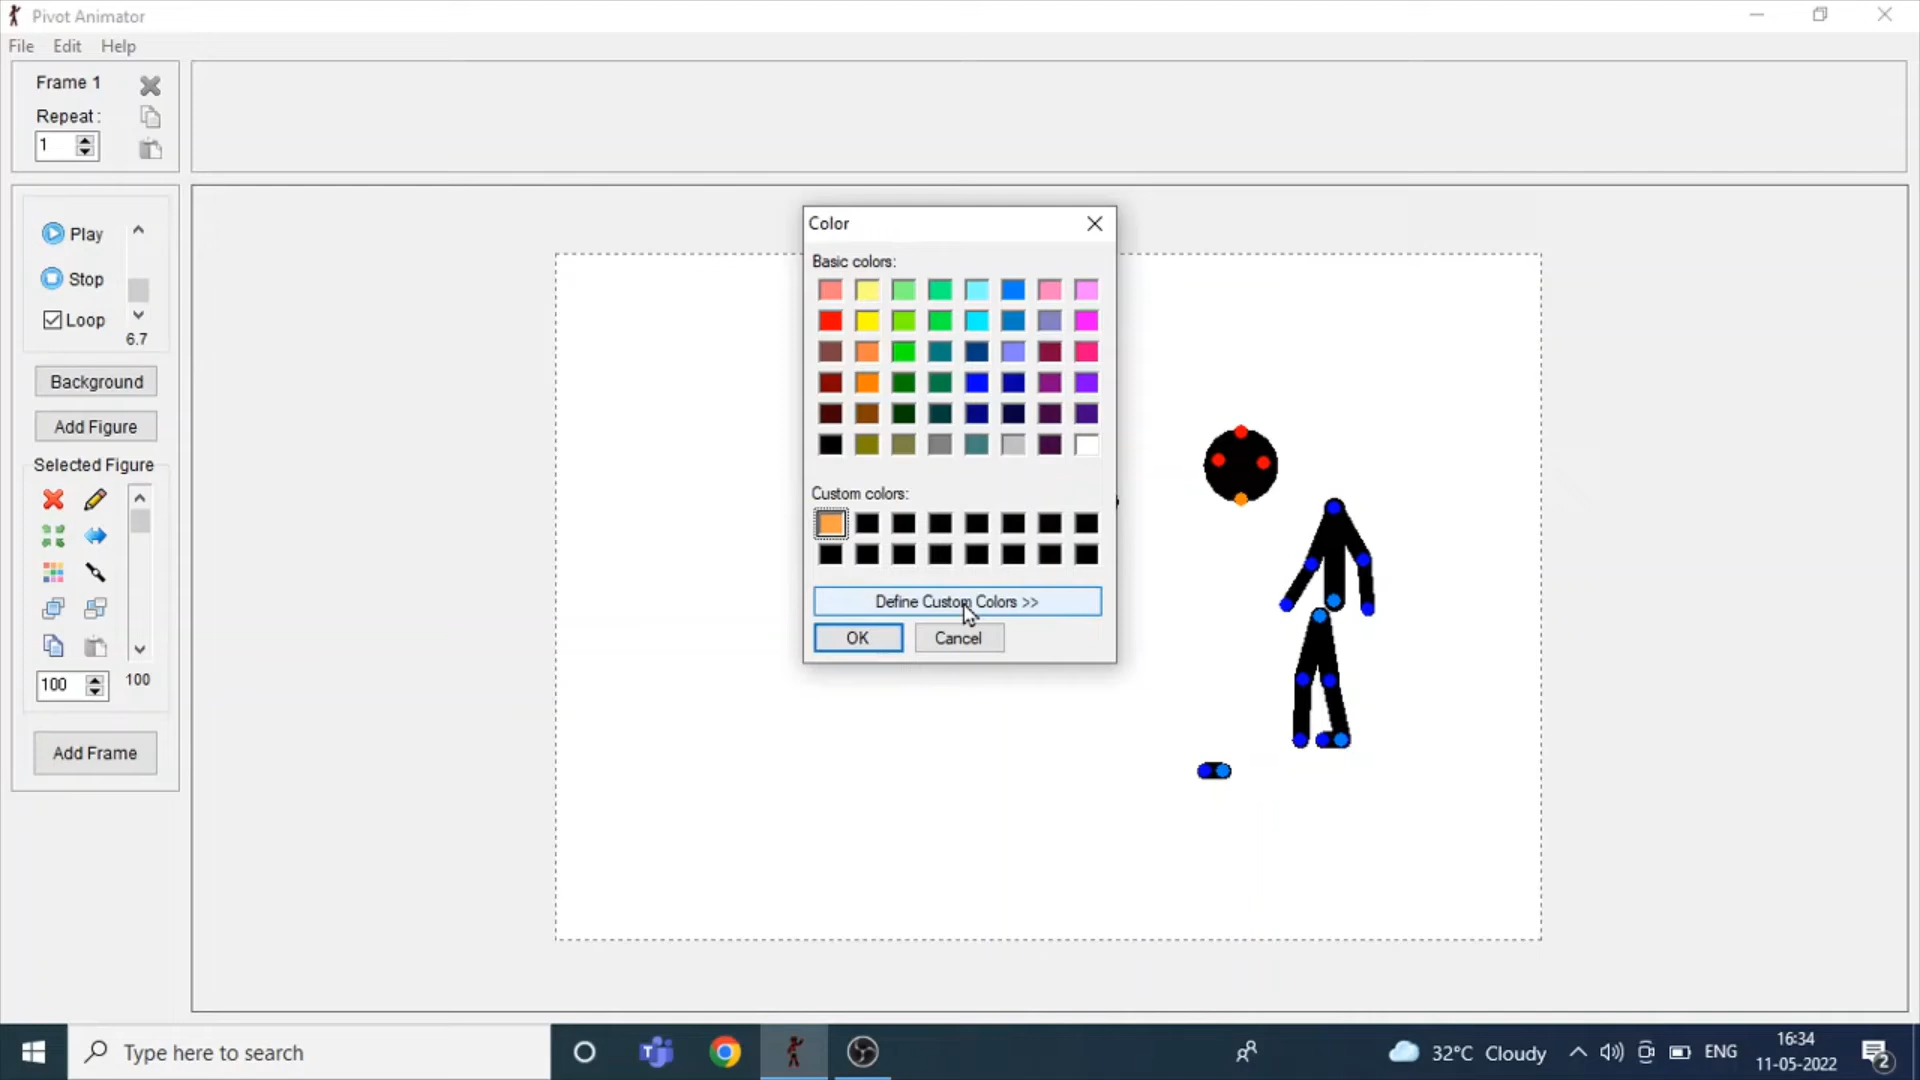 Pivot Animator
File Edit Help
Frame 1
Repeat :
1
Play
Stop
Loop
6.7
Background
Add Figure
Selected Figure
100
100
Add Frame
Color
Basic colors:
Custom colors:
Define Custom Colors >>
OK Cancel
Type here to search
T
32°C Cloudy
ENG
16:34
11-05-2022
2